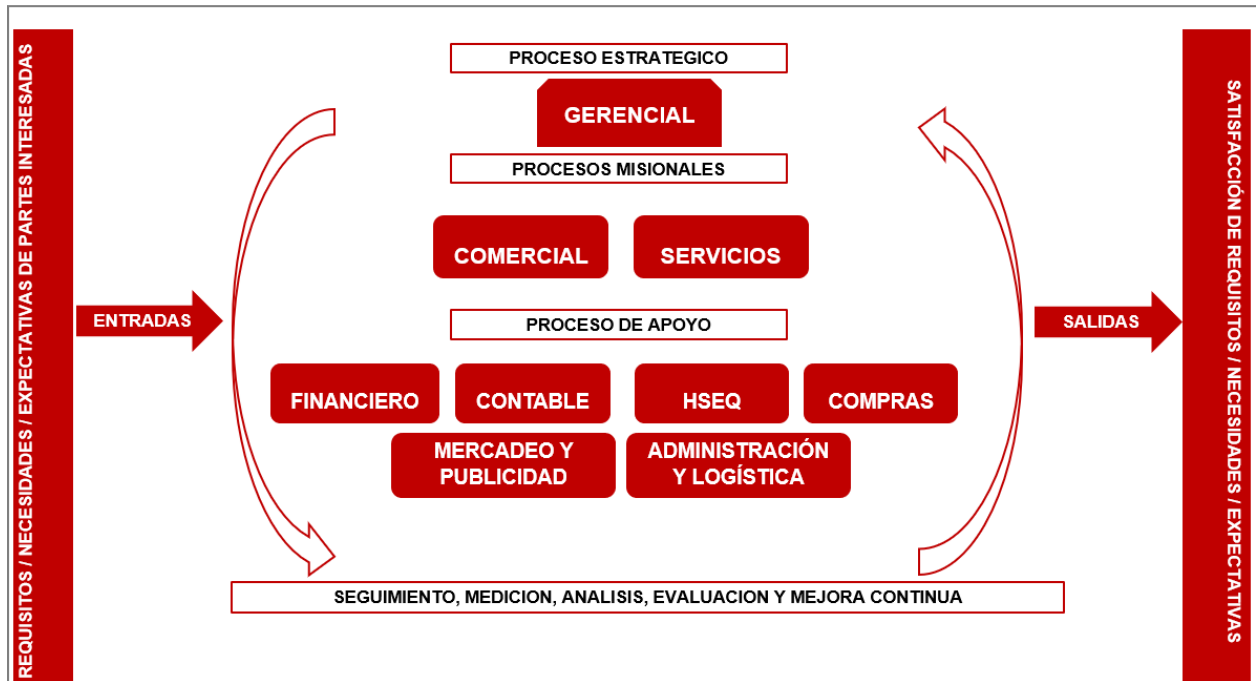 REQUISITOS / NECESIDADES / EXPECTATIVAS DE PARTES INTERESADAS
PROCESO ESTRATEGICO
GERENCIAL
PROCESOS MISIONALES
COMERCIAL
SERVICIOS
ENTRADAS
PROCESO DE APOYO
SALIDAS
FINANCIERO
CONTABLE
HSEQ
COMPRAS
MERCADEO Y
PUBLICIDAD
ADMINISTRACIÓN
Y LOGÍSTICA
SEGUIMIENTO, MEDICION, ANALISIS, EVALUACION Y MEJORA CONTINUA
SATISFACCIÓN DE REQUISITOS / NECESIDADES / EXPECTATIVAS